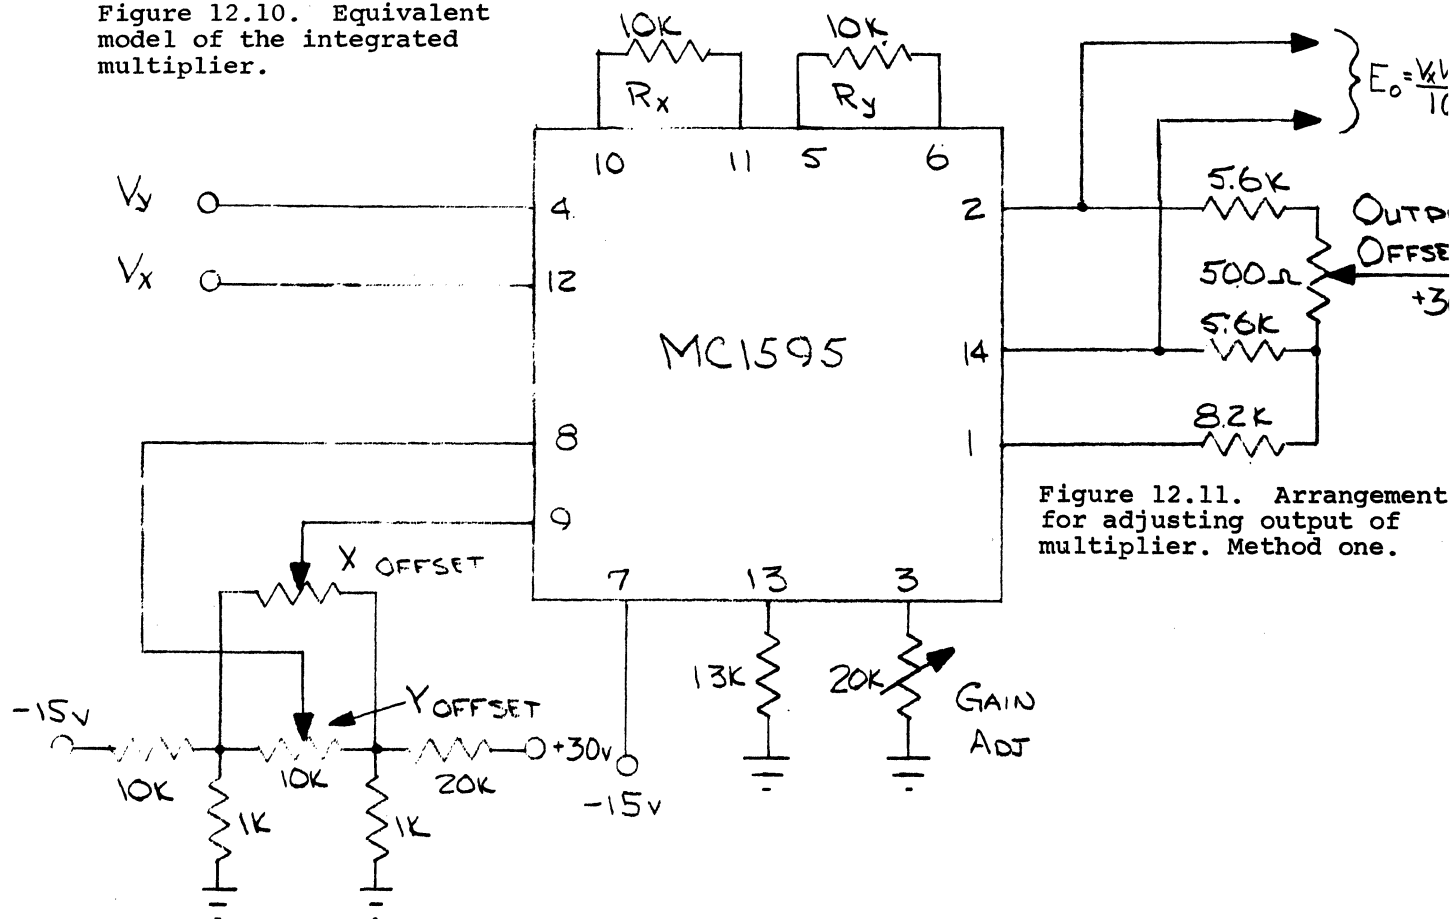 Figure 12.10. Equivalent
model of the integrated
multiplier.
10K
Rx
10K
Ry
10
11
5
6
Vy
4
Vx
12
2
14
1
8
9
7
13
3
MC1595
5.6K
500Ω
5.6K
8.2K
E₀=
+3
Figure 12.11. Arrangement
for adjusting output of
multiplier. Method one.
X OFFSET
Y OFFSET
-15v
10K
10K
20K
+30v
1K
1K
-15v
13K
20K
GAIN
ADJ